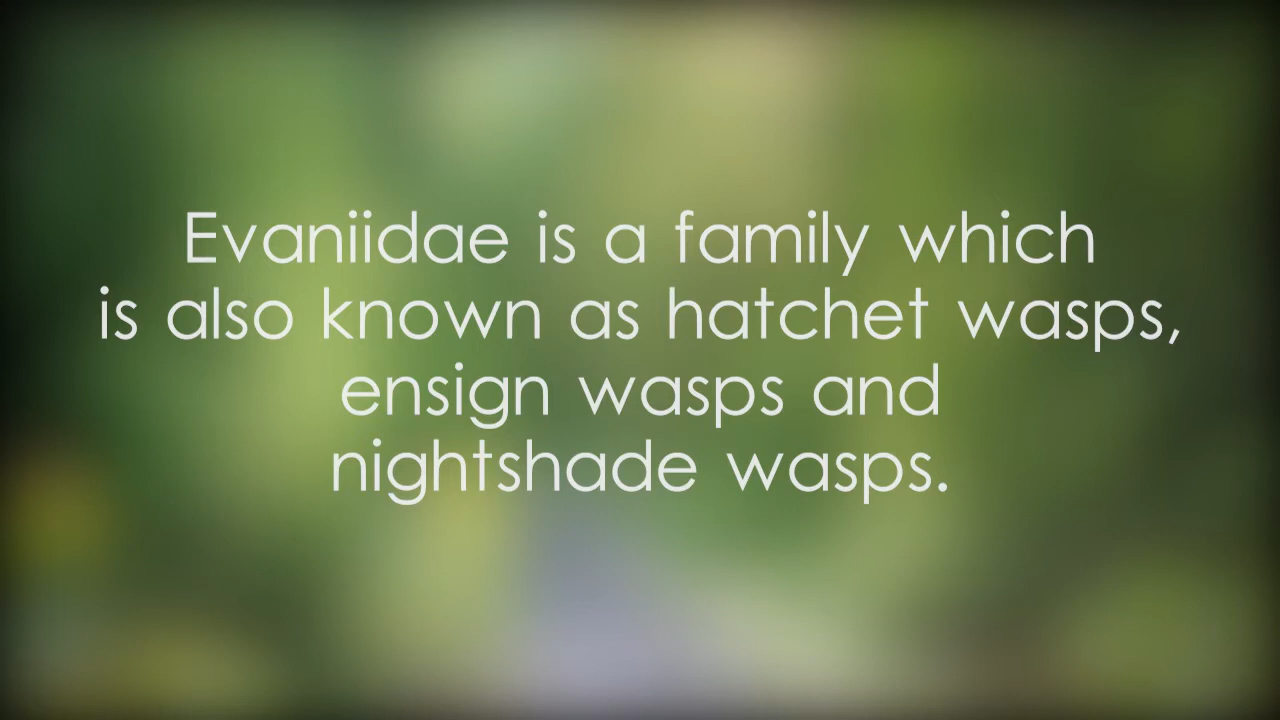 Evaniidae is a family which
is also known as hatchet wasps,
ensign wasps and
nightshade wasps.